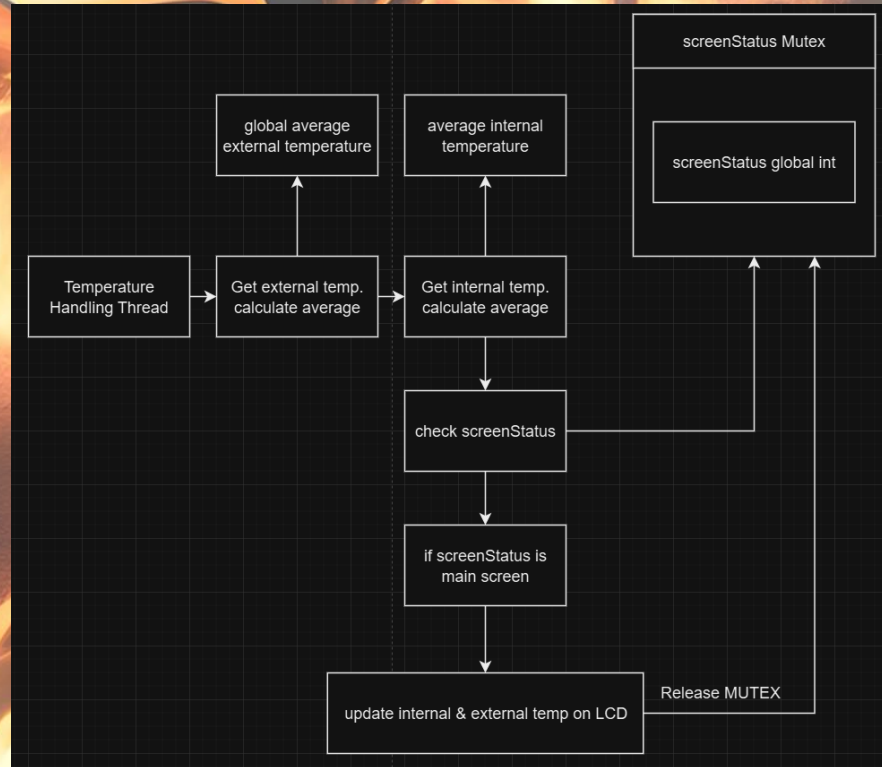 screenStatus Mutex
global average
external temperature
average internal
temperature
screenStatus global int
Temperature
Handling Thread
Get external temp.
calculate average
Get internal temp.
calculate average
check screenStatus
if screenStatus is
main screen
update internal & external temp on LCD
Release MUTEX